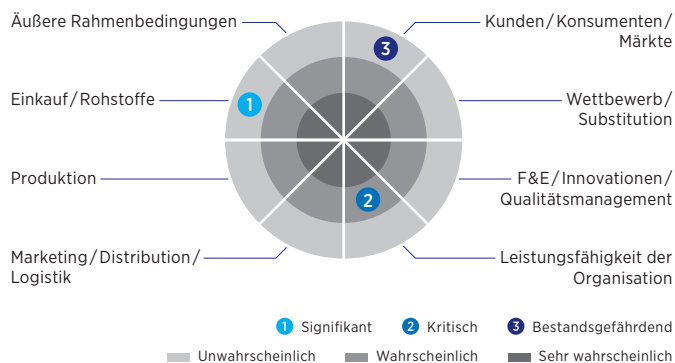 Äußere Rahmenbedingungen
Kunden/Konsumenten/
Märkte
Einkauf/Rohstoffe
Wettbewerb/
Substitution
Produktion
F&E/Innovationen/
Qualitätsmanagement
Marketing/Distribution/
Logistik
Leistungsfähigkeit der
Organisation
3
1
2
1 Signifikant 2 Kritisch 3 Bestandsgefährdend
Unwahrscheinlich Wahrscheinlich Sehr wahrscheinlich